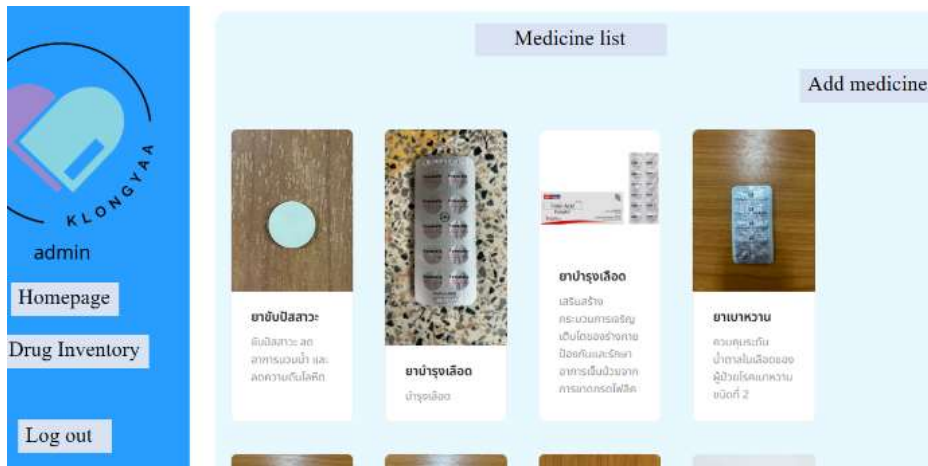 KLONGYAA
admin
Homepage
Drug Inventory
Log out
Medicine list
Add medicine
ยาขับปัสสาวะ
ขับปัสสาวะ ลด
อาการบวมน้ำ และ
ลดความดันโลหิต
ยาบำรุงเลือด
บำรุงเลือด
ยาบำรุงเลือด
เสริมสร้าง
กระบวนการเจริญ
เติบโตของร่างกาย
ป้องกันและรักษา
อาการเจ็บป่วยจาก
การขาดกรดโฟลิค
ยาเบาหวาน
ควบคุมระดับ
น้ำตาลในเลือดของ
ผู้ป่วยโรคเบาหวาน
ชนิดที่ 2